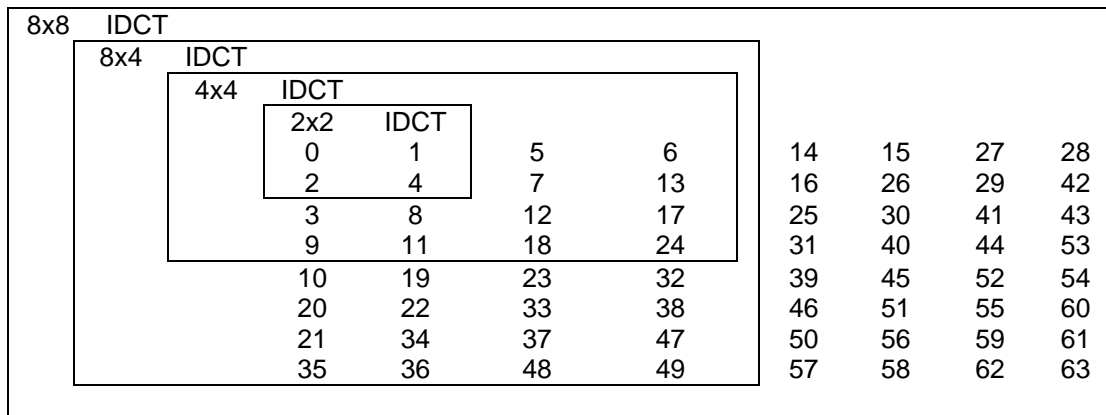 8x8 IDCT
8x4 IDCT
4x4 IDCT
2x2 IDCT
0 1 5 6 14 15 27 28
2 4 7 13 16 26 29 42
3 8 12 17 25 30 41 43
9 11 18 24 31 40 44 53
10 19 23 32 39 45 52 54
20 22 33 38 46 51 55 60
21 34 37 47 50 56 59 61
35 36 48 49 57 58 62 63